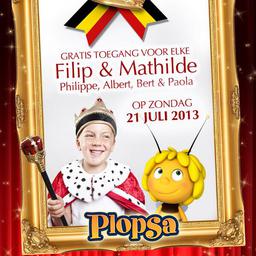 GRATIS TOEGANG VOOR ELKE
Filip & Mathilde
Philippe, Albert, Bert & Paola
OP ZONDAG
21 JULI 2013
Plopsa